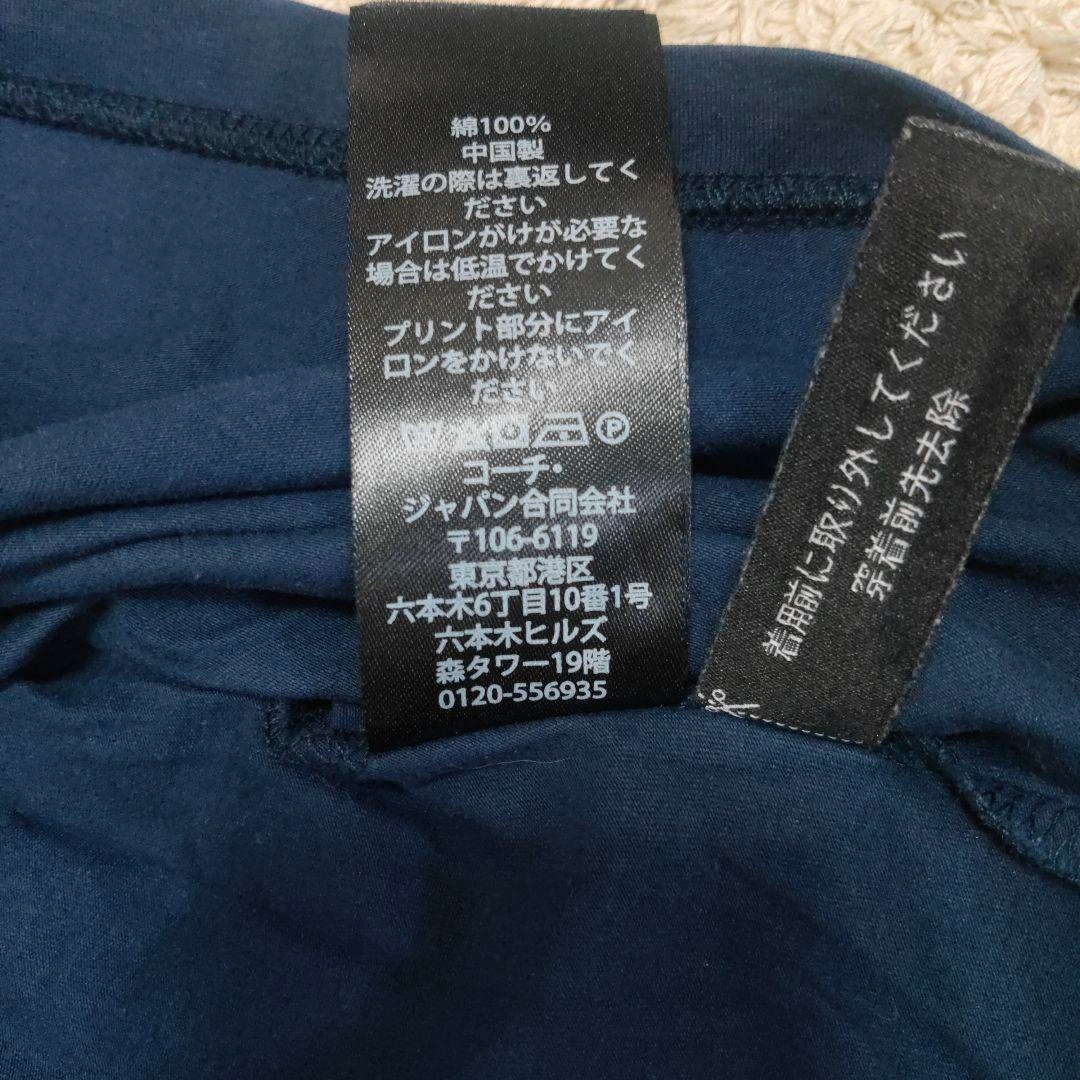 綿100%
中国製
洗濯の際は裏返してく
ださい
アイロンがけが必要な
場合は低温でかけてく
ださい
プリント部分にアイ
ロンをかけないでく
ださい
P
コーチ・
ジャパン合同会社
〒106-6119
東京都港区
六本木6丁目10番1号
六本木ヒルズ
森タワー19階
0120-556935
着用前に取り外してください
穿着前先去除